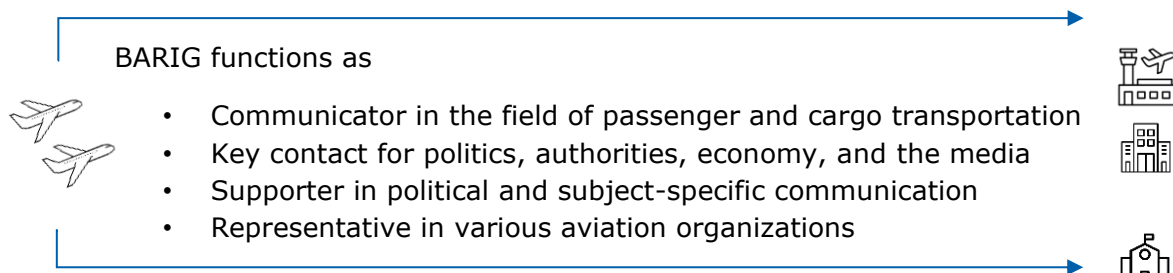 BARIG functions as
• Communicator in the field of passenger and cargo transportation
• Key contact for politics, authorities, economy, and the media
• Supporter in political and subject-specific communication
• Representative in various aviation organizations